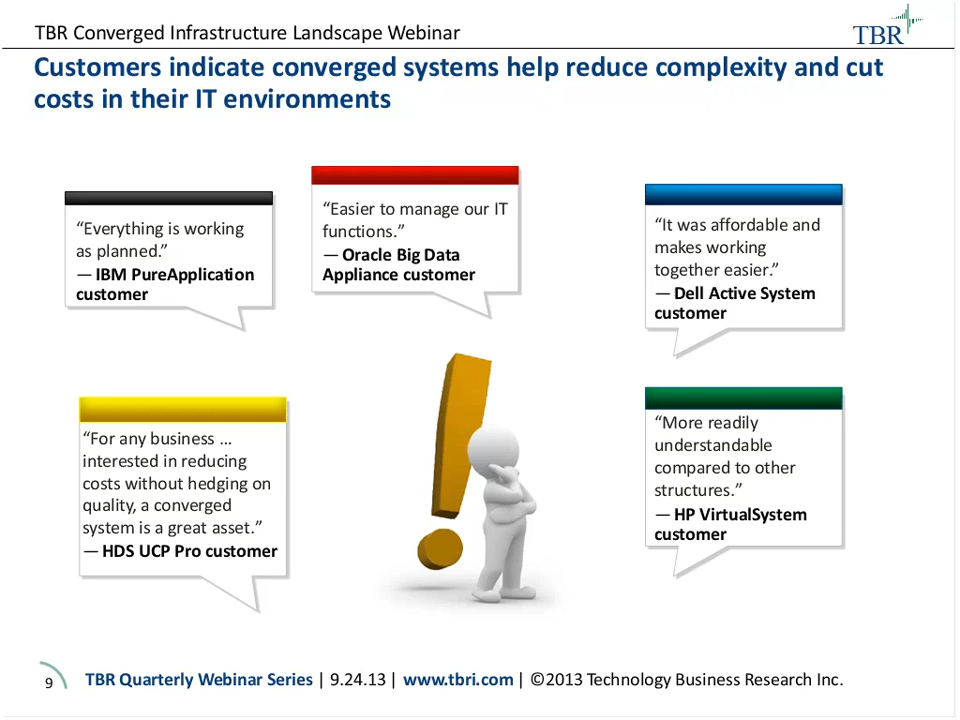 TBR Converged Infrastructure Landscape Webinar
TBR
Customers indicate converged systems help reduce complexity and cut
costs in their IT environments
“Everything is working
as planned.”
— IBM PureApplication
customer
“Easier to manage our IT
functions.”
— Oracle Big Data
Appliance customer
“It was affordable and
makes working
together easier.”
— Dell Active System
customer
“For any business …
interested in reducing
costs without hedging on
quality, a converged
system is a great asset.”
— HDS UCP Pro customer
“More readily
understandable
compared to other
structures.”
— HP VirtualSystem
customer
9
TBR Quarterly Webinar Series | 9.24.13 | www.tbri.com | ©2013 Technology Business Research Inc.